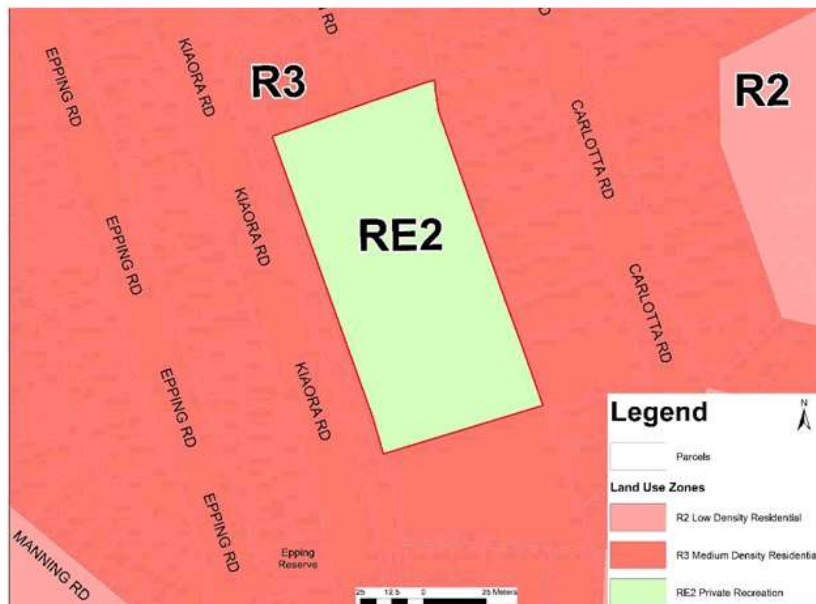 EPPING RD
KIAORA RD
RD
R3
R2
CARLOTTA RD
KIAORA RD
EPPING RD
RE2
CARLOTTA RD
EPPING RD
KIAORA RD
EPPING RD
MANNING RD
Epping
Reserve
25 12.5 0 25 Meters
Legend
N
Parcels
Land Use Zones
R2 Low Density Residential
R3 Medium Density Residential
RE2 Private Recreation